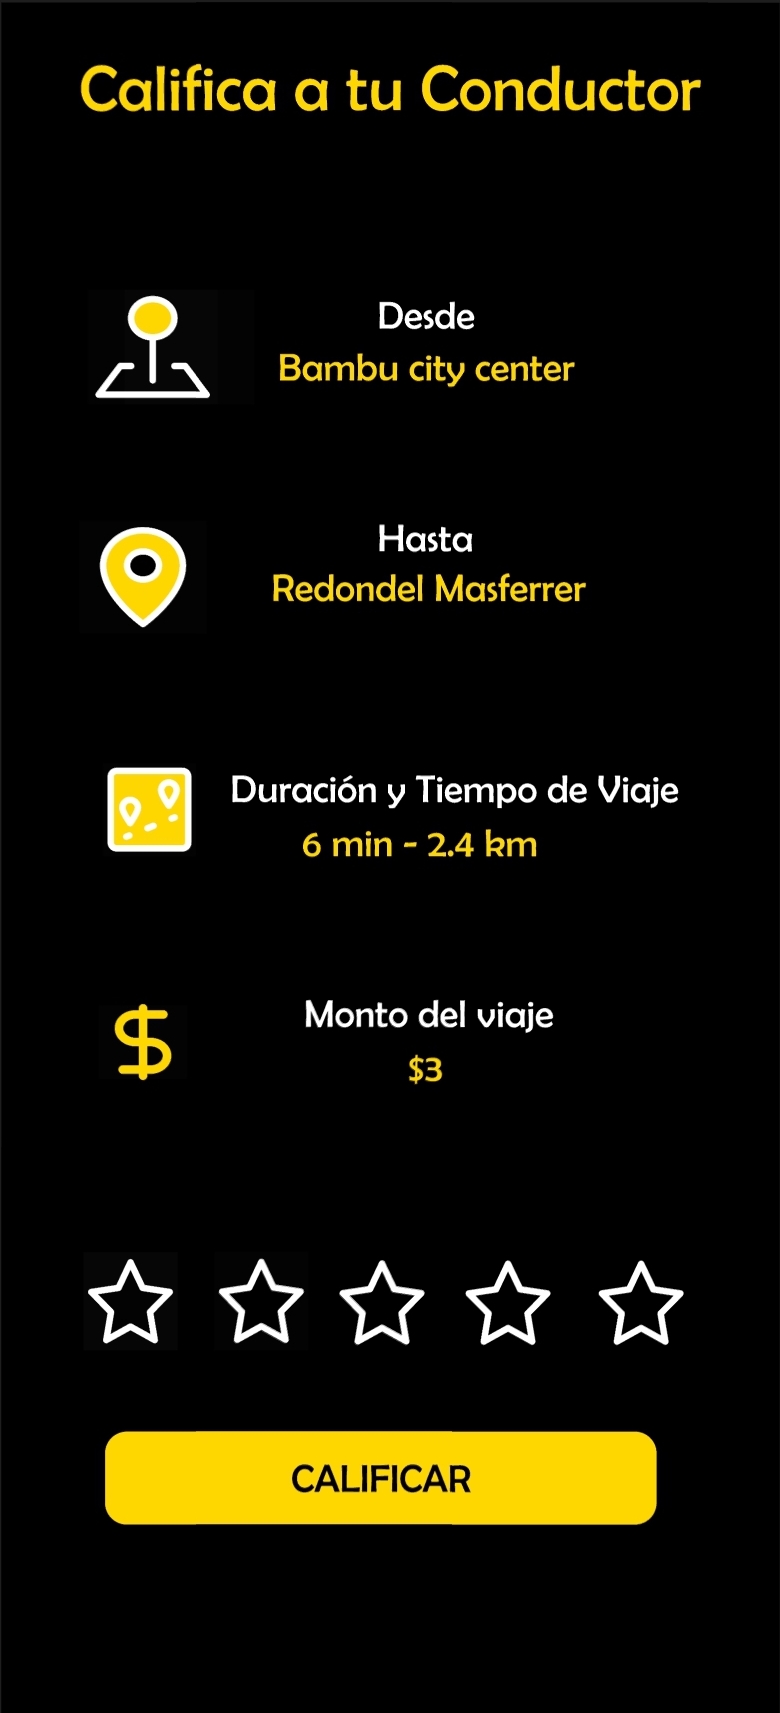 Califica a tu Conductor
Desde
Bambu city center
Hasta
Redondel Masferrer
Duración y Tiempo de Viaje
6 min - 2.4 km
Monto del viaje
$3
CALIFICAR